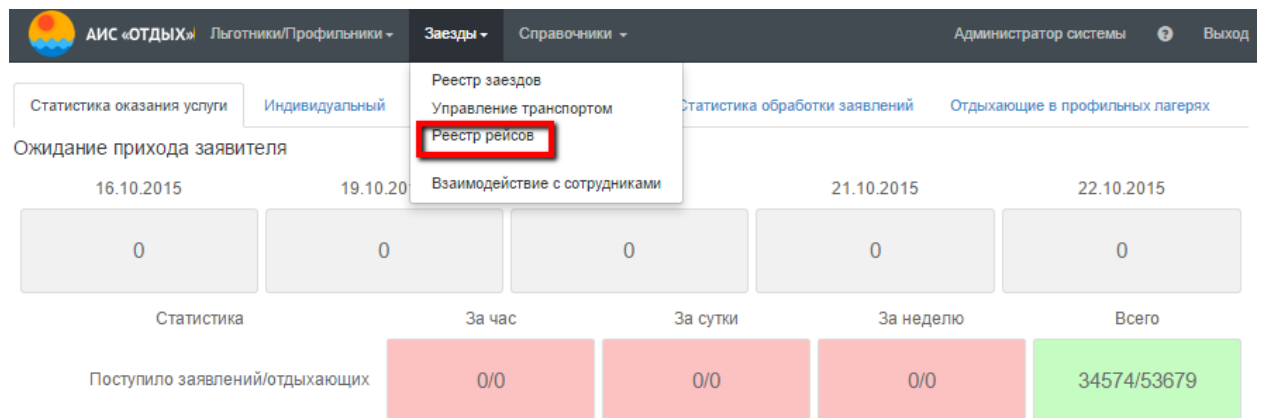 АИС «ОТДЫХ» Льготники/Профильники Заезды Справочники Администратор системы ? Выход
Реестр заездов
Управление транспортом
Реестр рейсов
Взаимодействие с сотрудниками
Статистика оказания услуги Индивидуальный Статистика обработки заявлений Отдыхающие в профильных лагерях
Ожидание прихода заявителя
16.10.2015 19.10.20 21.10.2015 22.10.2015
0 0 0 0 0
Статистика За час За сутки За неделю Всего
Поступило заявлений/отдыхающих 0/0 0/0 0/0 34574/53679